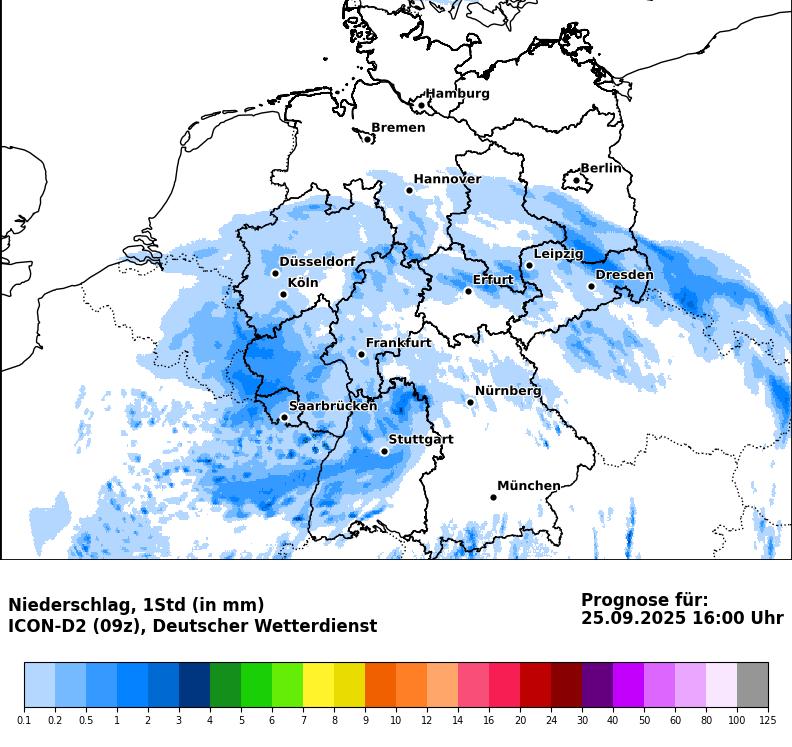 Hamburg
Bremen
Berlin
Hannover
Leipzig
Düsseldorf
Dresden
Köln
Erfurt
Frankfurt
Nürnberg
Saarbrücken
Stuttgart
München
Niederschlag, 1Std (in mm)
ICON-D2 (09z), Deutscher Wetterdienst
Prognose für:
25.09.2025 16:00 Uhr
0.1 0.2 0.5 1 2 3 4 5 6 7 8 9 10 12 14 16 20 24 30 40 50 60 80 100 125